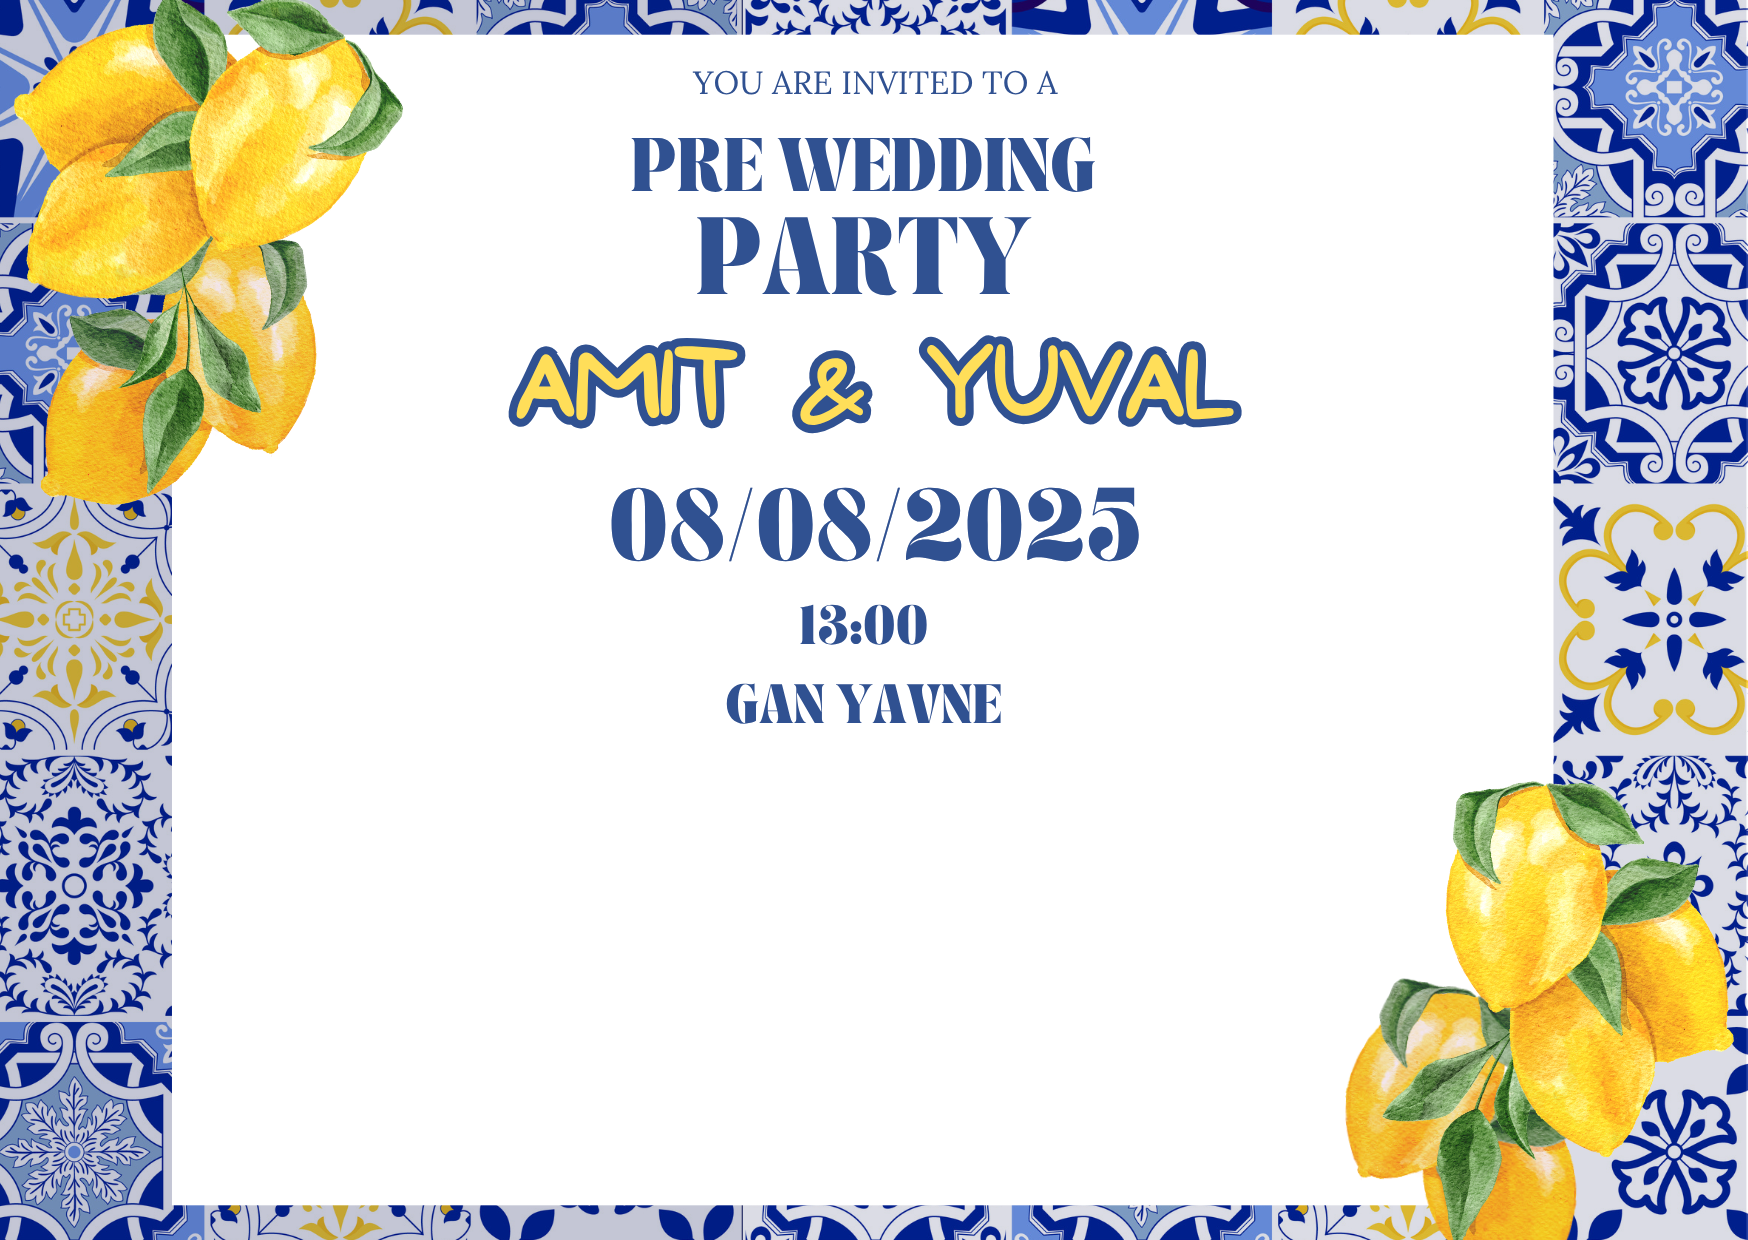 YOU ARE INVITED TO A
PRE WEDDING
PARTY
AMIT & YUVAL
08/08/2025
13:00
GAN YAVNE